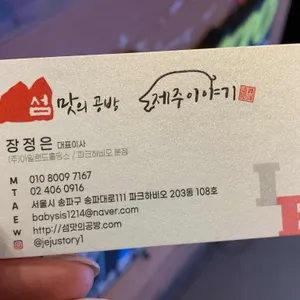 섬 맛의 공방 제주이야기
장정은 대표이사
(주)아일랜드홀딩스 / 파크하비오 본점
M 010 8009 7167
T 02 406 0916
A 서울시 송파구 송파대로111 파크하비오 203동 108호
E babysis1214@naver.com
W http://섬맛의공방.com
@jejustory1